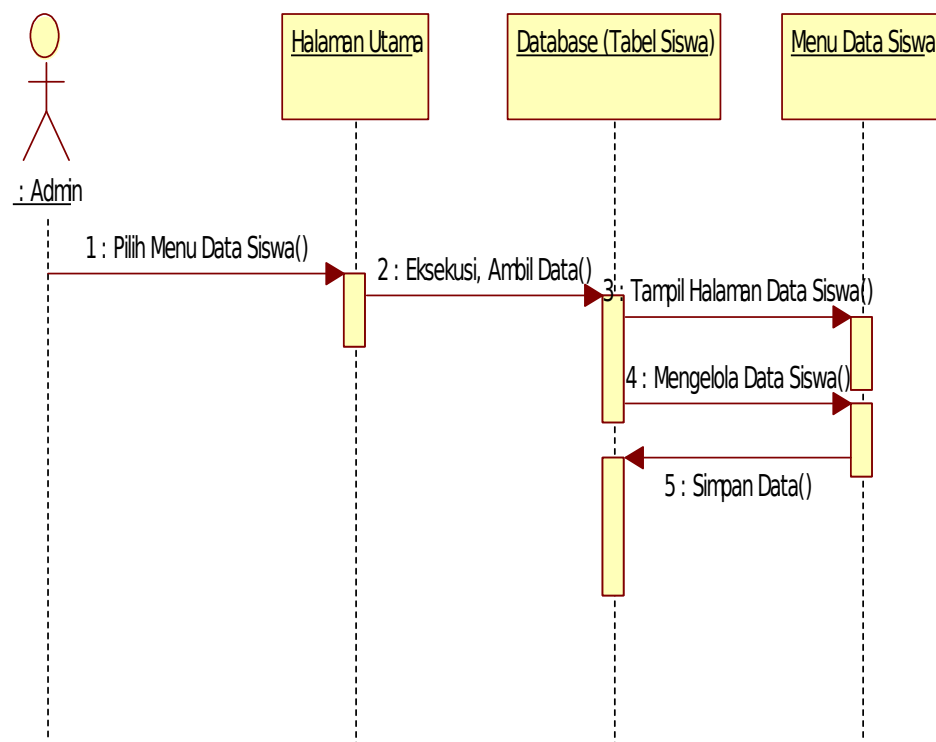 Halaman Utama
Database (Tabel Siswa)
Menu Data Siswa
: Admin
1 : Pilih Menu Data Siswa()
2 : Eksekusi, Ambil Data()
3 : Tampil Halaman Data Siswa()
4 : Mengelola Data Siswa()
5 : Simpan Data()